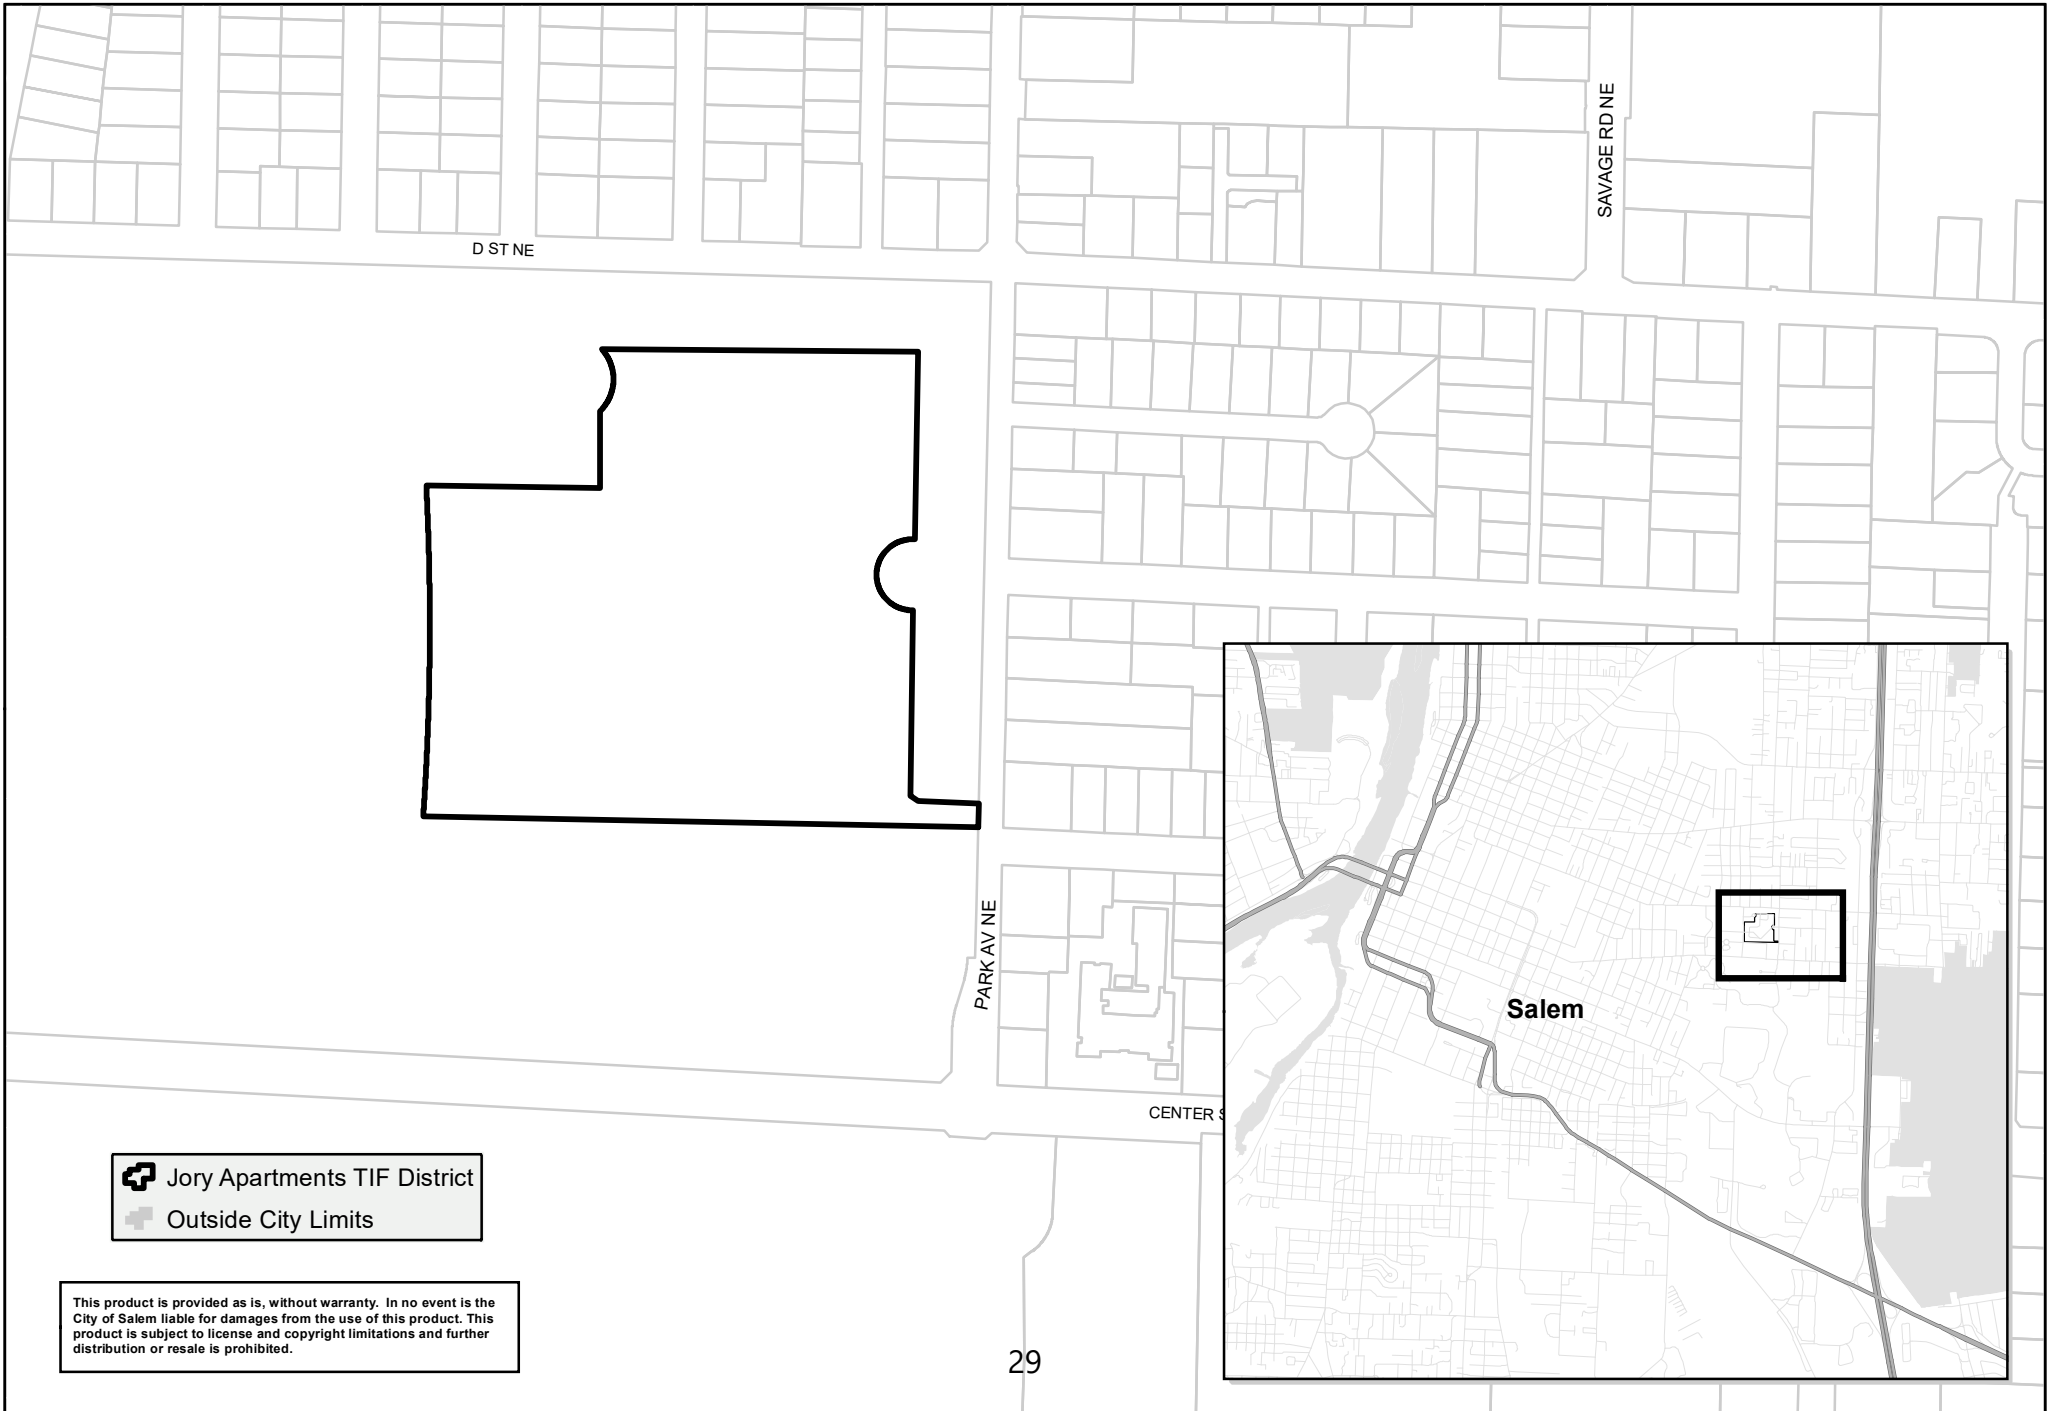 SAVAGE RD NE
D ST NE
PARK AV NE
CENTER S
Salem
Jory Apartments TIF District
Outside City Limits
This product is provided as is, without warranty. In no event is the
City of Salem liable for damages from the use of this product. This
product is subject to license and copyright limitations and further
distribution or resale is prohibited.
29